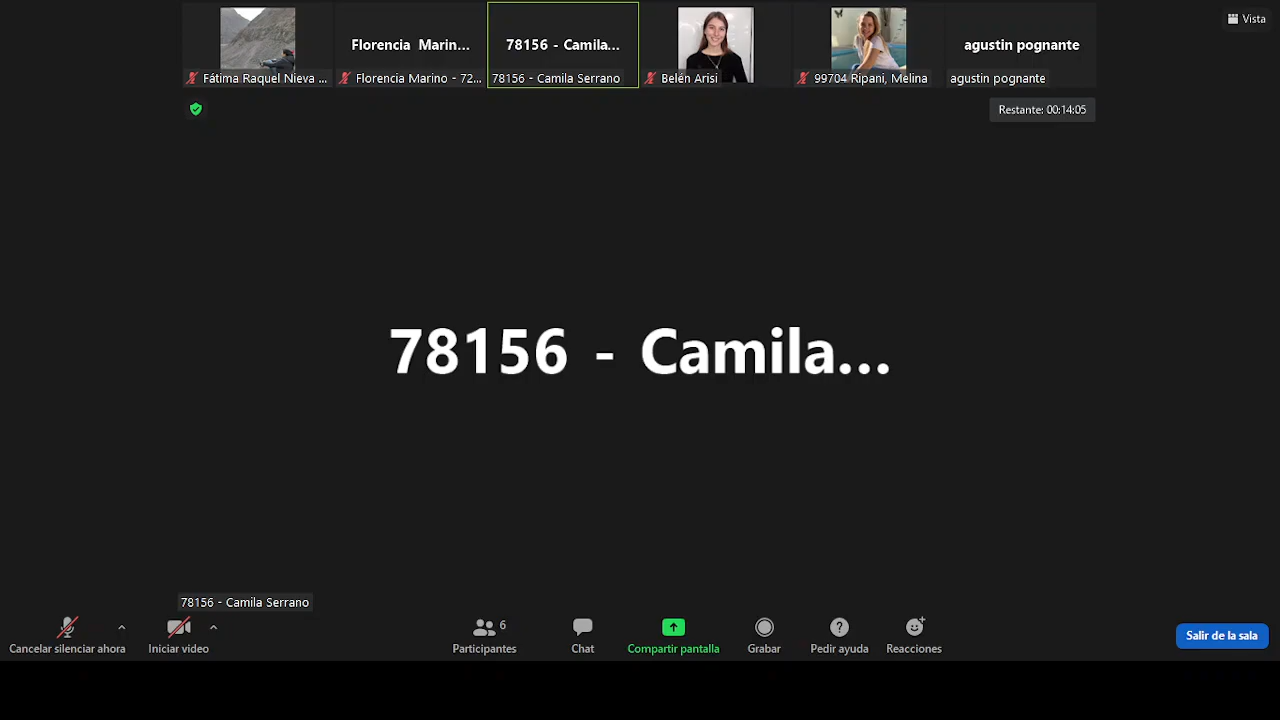 Vista
Florencia Marin...
78156 - Camila...
agustin pognante
Fátima Raquel Nieva ...
Florencia Marino - 72...
78156 - Camila Serrano
Belén Arisi
99704 Ripani, Melina
agustin pognante
Restante: 00:14:05
78156 - Camila...
78156 - Camila Serrano
6
Cancelar silenciar ahora
Iniciar video
Participantes
Chat
Compartir pantalla
Grabar
Pedir ayuda
Reacciones
Salir de la sala